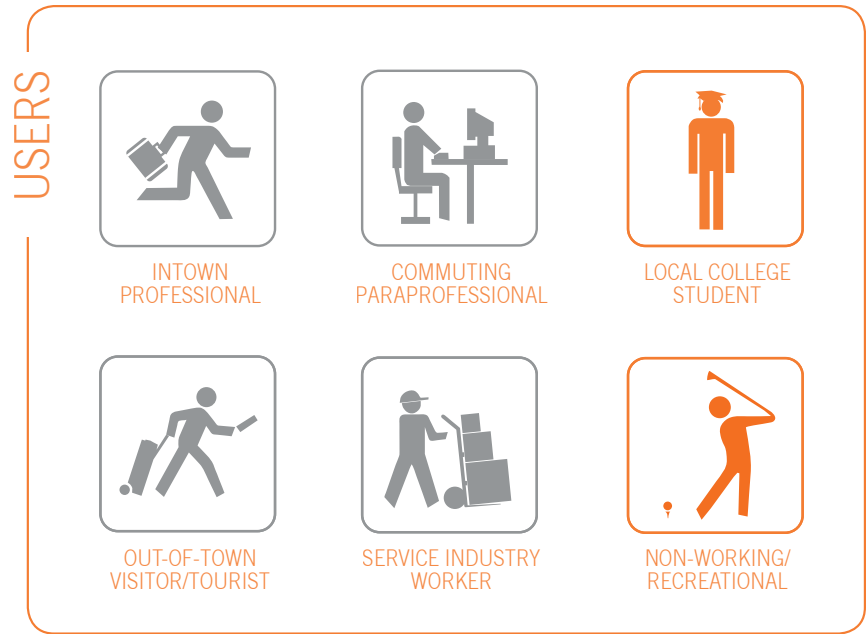 USERS
INTOWN
PROFESSIONAL
COMMUTING
PARAPROFESSIONAL
LOCAL COLLEGE
STUDENT
OUT-OF-TOWN
VISITOR/TOURIST
SERVICE INDUSTRY
WORKER
NON-WORKING/
RECREATIONAL